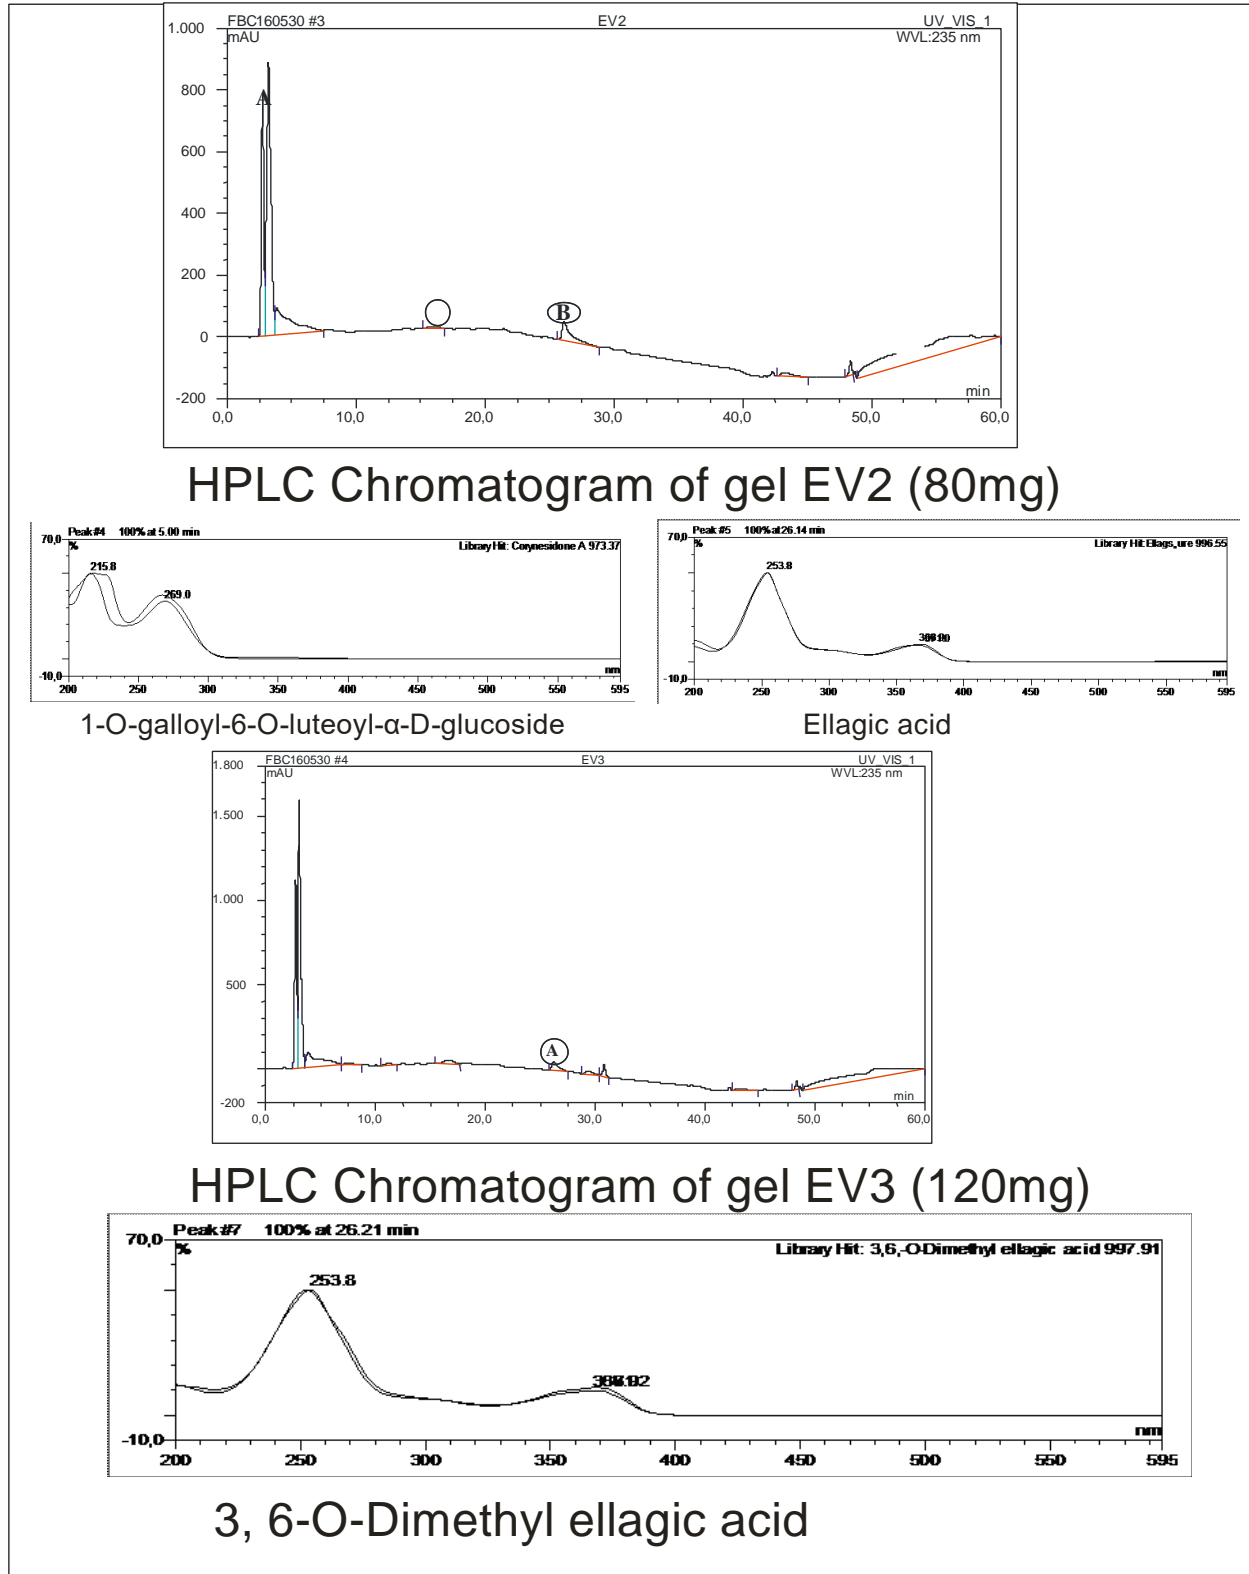 FBC160530 #3 EV2 UV_VIS_1
1.000
mAU WVL:235 nm
A
800
600
400
200
B
0
-200
min
0,0 10,0 20,0 30,0 40,0 50,0 60,0
HPLC Chromatogram of gel EV2 (80mg)
Peak #4 100% at 5.00 min
70,0
% Library Hit: Corynesidone A 973.37
215.8
269.0
-10,0
nm
200 250 300 350 400 450 500 550 595
1-O-galloyl-6-O-luteoyl-α-D-glucoside
Peak #5 100% at 26.14 min
70,0
% Library Hit: Ellags„ure 996.55
253.8
-10,0
nm
200 250 300 350 400 450 500 550 595
Ellagic acid
FBC160530 #4 EV3 UV_VIS_1
1.800
mAU WVL:235 nm
1.500
1.000
500
A
-200
min
0,0 10,0 20,0 30,0 40,0 50,0 60,0
HPLC Chromatogram of gel EV3 (120mg)
Peak #7 100% at 26.21 min
70,0
% Library Hit: 3,6,-O-Dimethyl ellagic acid 997.91
253.8
-10,0
nm
200 250 300 350 400 450 500 550 595
3, 6-O-Dimethyl ellagic acid